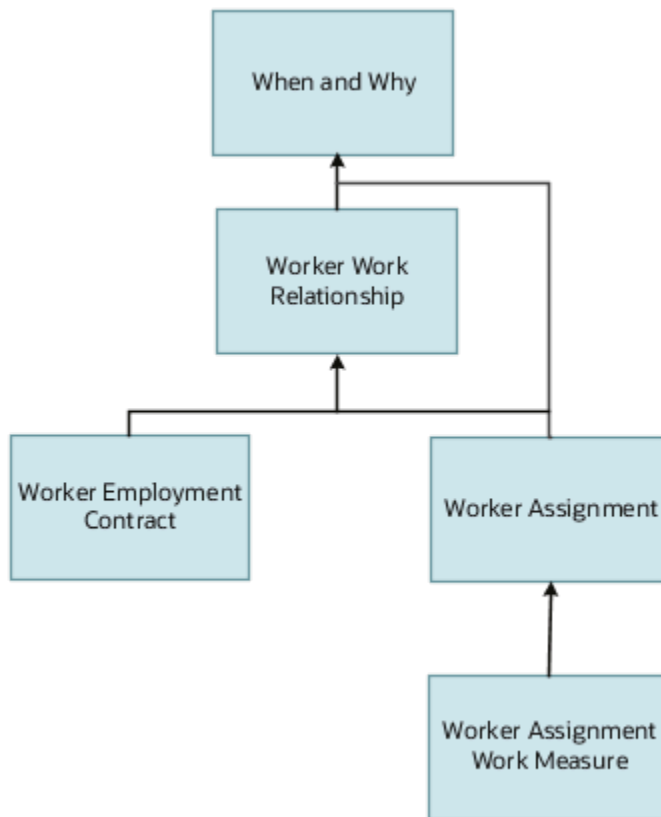 When and Why
Worker Work
Relationship
Worker Employment
Contract
Worker Assignment
Worker Assignment
Work Measure